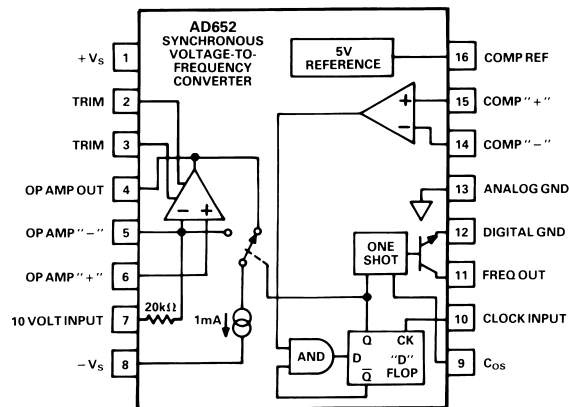 AD652
SYNCHRONOUS
VOLTAGE-TO-
FREQUENCY
CONVERTER
5V
REFERENCE
+VS 1
TRIM 2
TRIM 3
OP AMP OUT 4
OP AMP "–" 5
OP AMP "+" 6
10 VOLT INPUT 7
–VS 8
16 COMP REF
15 COMP "+"
14 COMP "–"
13 ANALOG GND
12 DIGITAL GND
11 FREQ OUT
10 CLOCK INPUT
9 COS
+
–
– +
20kΩ
1mA
ONE
SHOT
AND
Q CK
D "D"
FLOP
Q̅